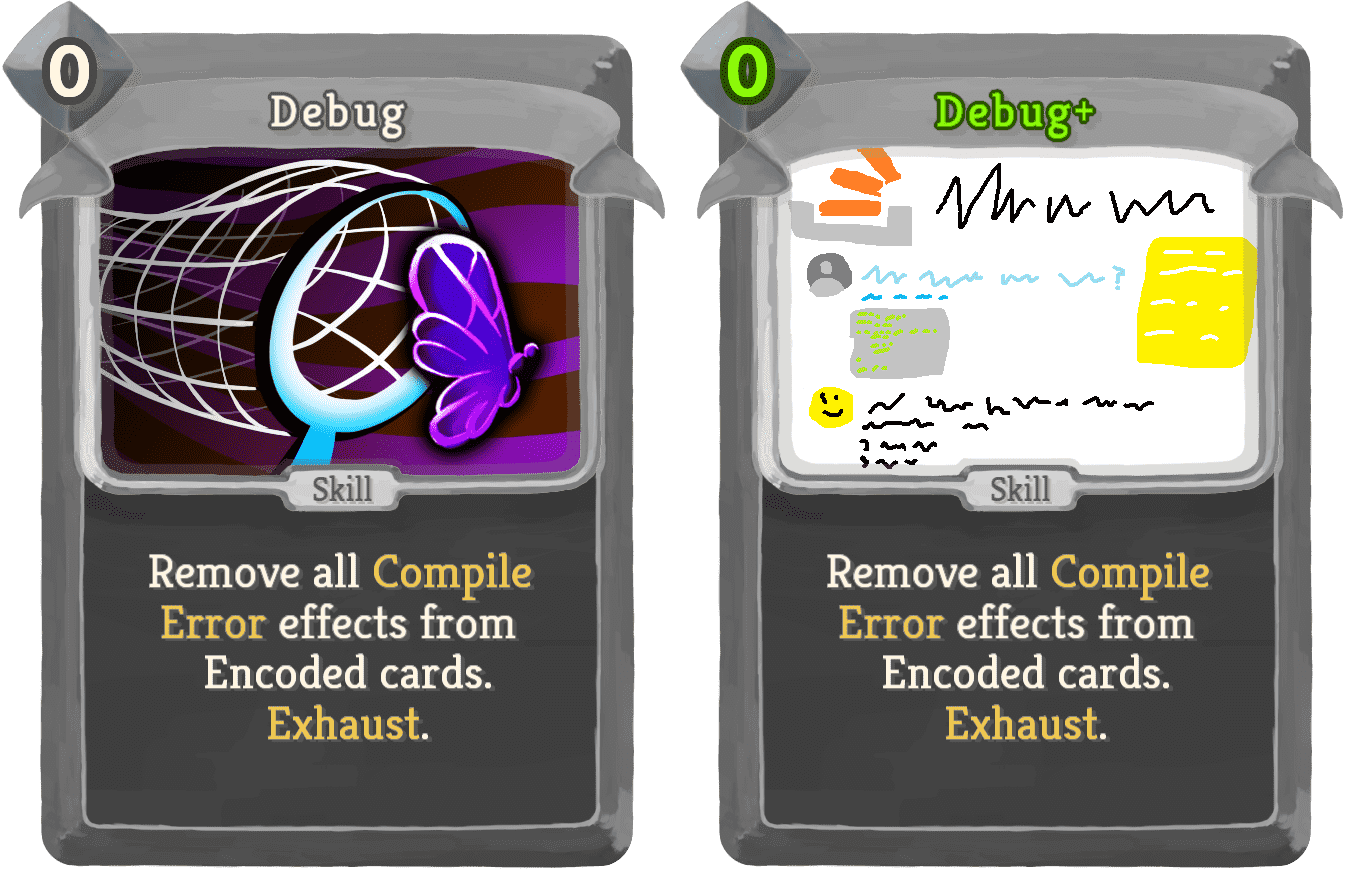 0
Debug
Skill
Remove all Compile
Error effects from
Encoded cards.
Exhaust.
0
Debug+
?
Skill
Remove all Compile
Error effects from
Encoded cards.
Exhaust.